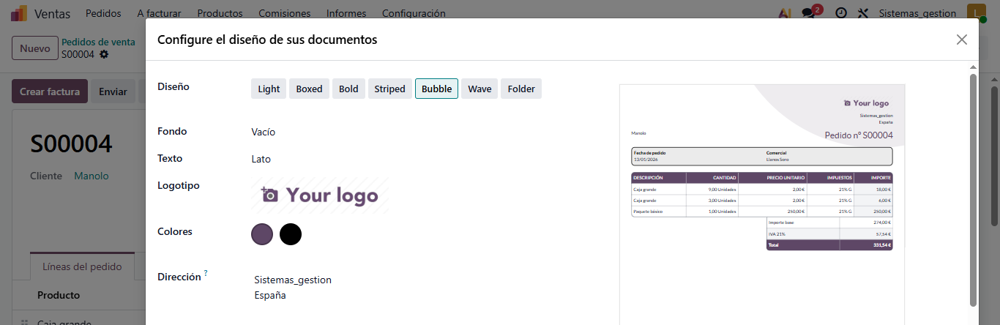 Ventas Pedidos A facturar Productos Comisiones Informes Configuración AI 2 Sistemas_gestion L
Nuevo
Pedidos de venta
S00004
Crear factura Enviar
S00004
Cliente Manolo
Líneas del pedido
Producto
Caja grande
Configure el diseño de sus documentos
Diseño Light Boxed Bold Striped Bubble Wave Folder
Fondo Vacío
Texto Lato
Logotipo Your logo
Colores
Dirección ? Sistemas_gestion
España
Your logo
Sistemas_gestion
España
Manolo
Pedido nº S00004
Fecha de pedido Comercial
13/01/2026 Llanos Soro
DESCRIPCIÓN CANTIDAD PRECIO UNITARIO IMPUESTOS IMPORTE
Caja grande 9,00 Unidades 2,00 € 21% G 18,00 €
Caja grande 3,00 Unidades 2,00 € 21% G 6,00 €
Paquete básico 1,00 Unidades 250,00 € 21% G 250,00 €
Importe base 274,00 €
IVA 21% 57,54 €
Total 331,54 €